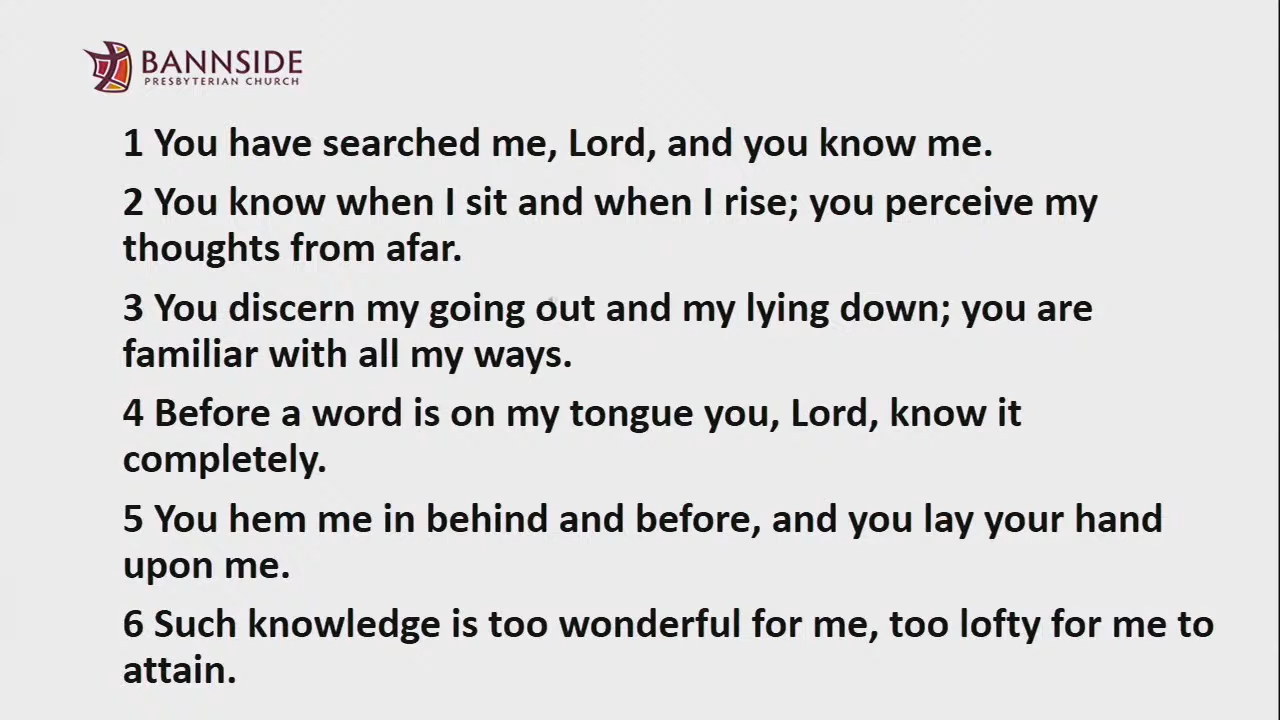 BANNSIDE
PRESBYTERIAN CHURCH
1 You have searched me, Lord, and you know me.
2 You know when I sit and when I rise; you perceive my
thoughts from afar.
3 You discern my going out and my lying down; you are
familiar with all my ways.
4 Before a word is on my tongue you, Lord, know it
completely.
5 You hem me in behind and before, and you lay your hand
upon me.
6 Such knowledge is too wonderful for me, too lofty for me to
attain.